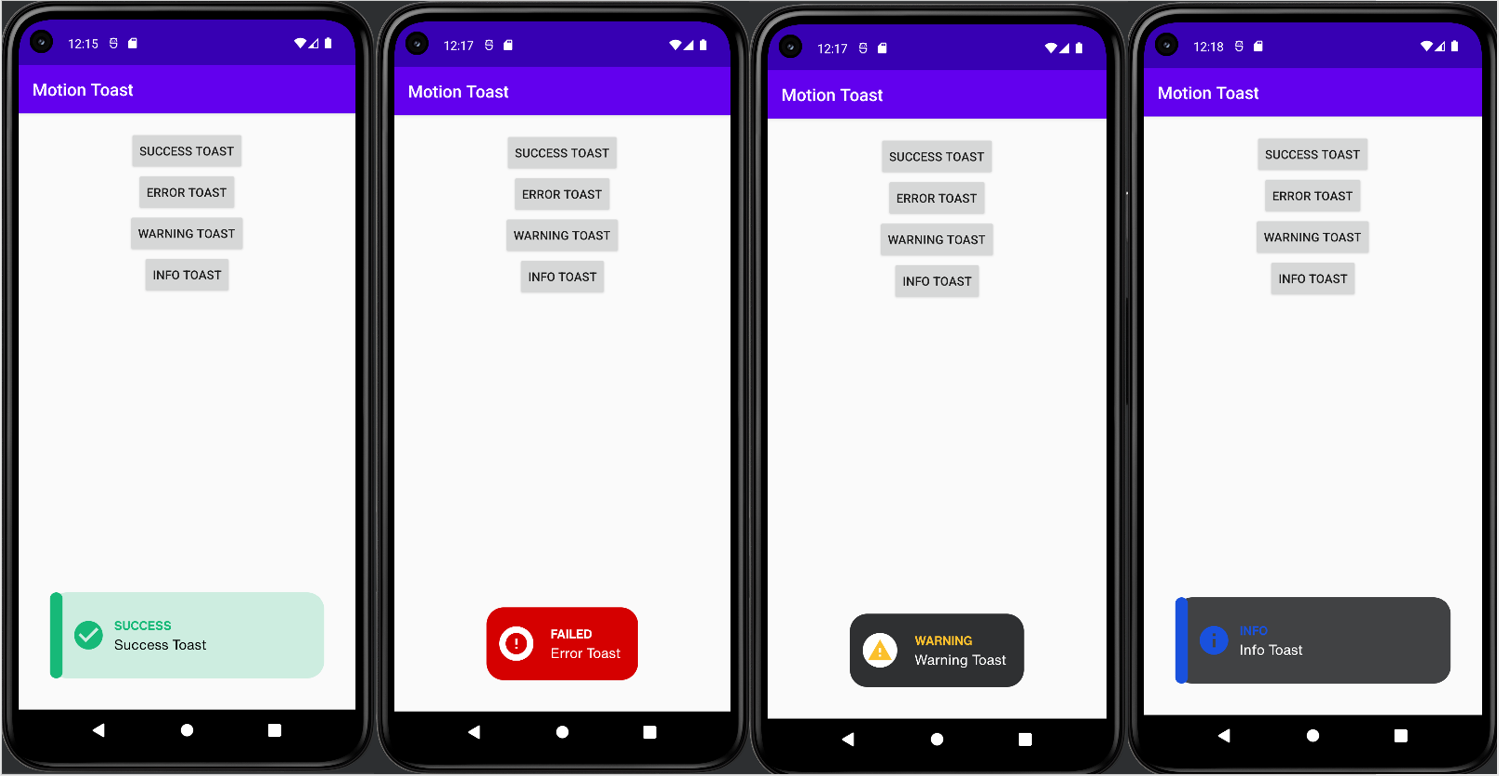 12:15
Motion Toast
SUCCESS TOAST
ERROR TOAST
WARNING TOAST
INFO TOAST
SUCCESS
Success Toast
12:17
Motion Toast
SUCCESS TOAST
ERROR TOAST
WARNING TOAST
INFO TOAST
FAILED
Error Toast
12:17
Motion Toast
SUCCESS TOAST
ERROR TOAST
WARNING TOAST
INFO TOAST
WARNING
Warning Toast
12:18
Motion Toast
SUCCESS TOAST
ERROR TOAST
WARNING TOAST
INFO TOAST
INFO
Info Toast